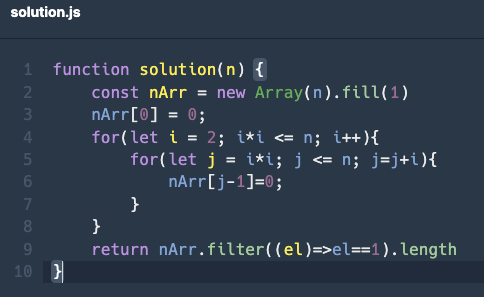 solution.js
1 function solution(n) {
2     const nArr = new Array(n).fill(1)
3     nArr[0] = 0;
4     for(let i = 2; i*i <= n; i++){
5         for(let j = i*i; j <= n; j=j+i){
6             nArr[j-1]=0;
7         }
8     }
9     return nArr.filter((el)=>el==1).length
10 }